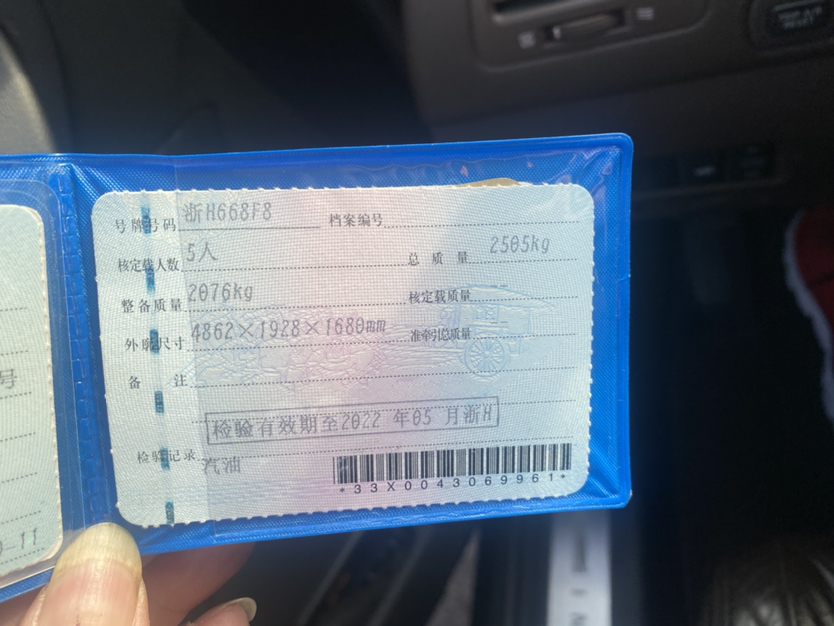 号牌号码 浙H668F8 档案编号
核定载人数 5人 总质量 2505kg
整备质量 2076kg 核定载质量
外廓尺寸 4862×1928×1680mm 准牵引总质量
备注
检验有效期至2022年05月浙H
检验记录 汽油
*33X0043069961*
号
-11